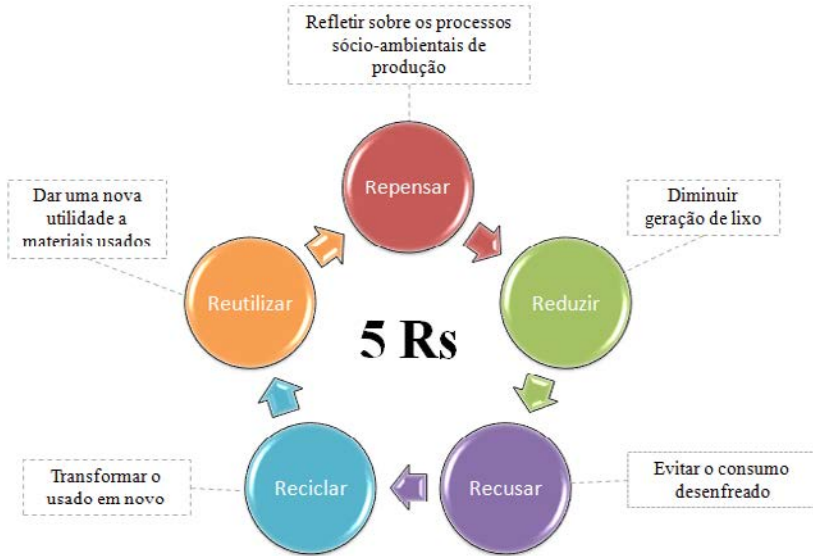 Refletir sobre os processos
sócio-ambientais de
produção
Repensar
Dar uma nova
utilidade a
materiais usados
Diminuir
geração de lixo
Reutilizar
Reduzir
5 Rs
Transformar o
usado em novo
Reciclar
Recusar
Evitar o consumo
desenfreado